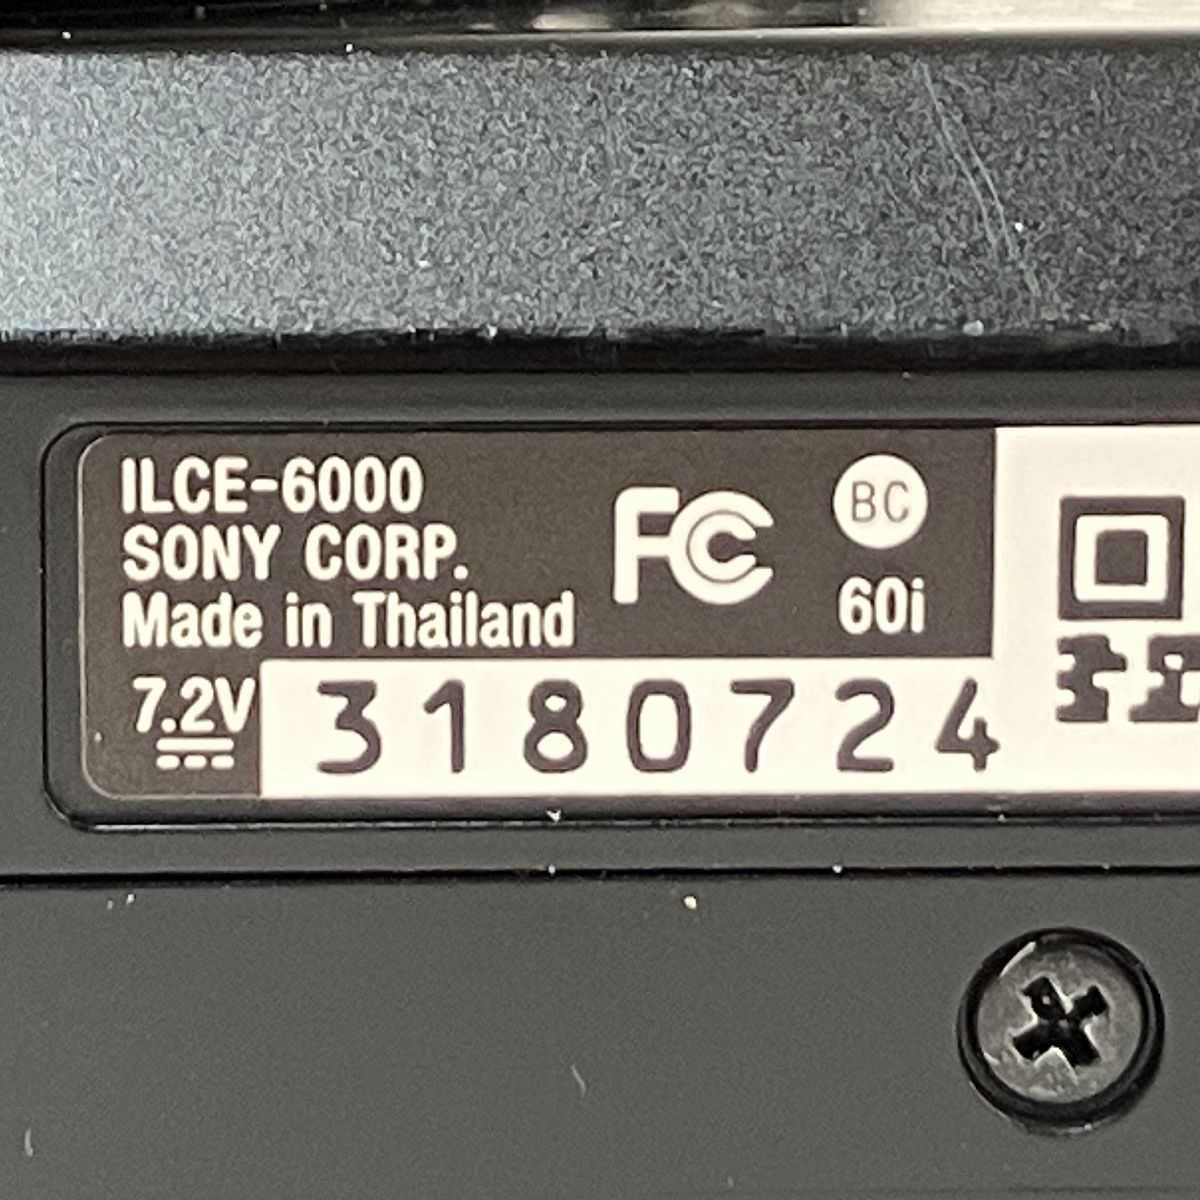 ILCE-6000
SONY CORP.
Made in Thailand
FC
BC
60i
7.2V
3180724